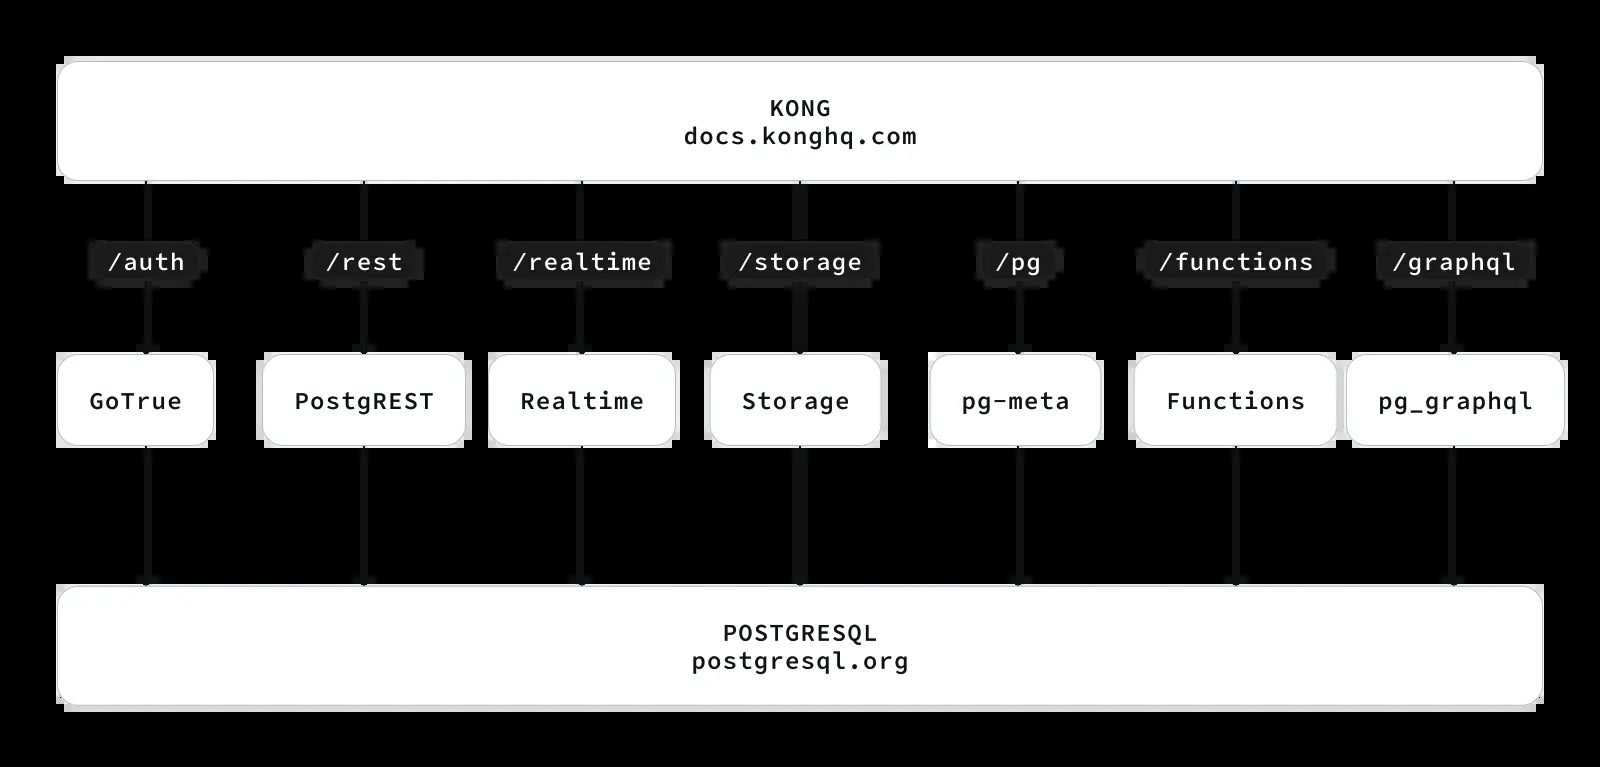 KONG
docs.konghq.com
/auth
/rest
/realtime
/storage
/pg
/functions
/graphql
GoTrue
PostgREST
Realtime
Storage
pg-meta
Functions
pg_graphql
POSTGRESQL
postgresql.org